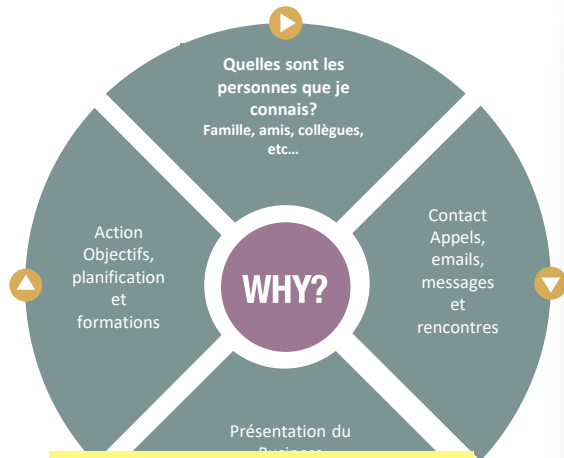 Quelles sont les
personnes que je
connais?
Famille, amis, collègues,
etc...
Contact
Appels,
emails,
messages
et
rencontres
Présentation du
Action
Objectifs,
planification
et
formations
WHY?